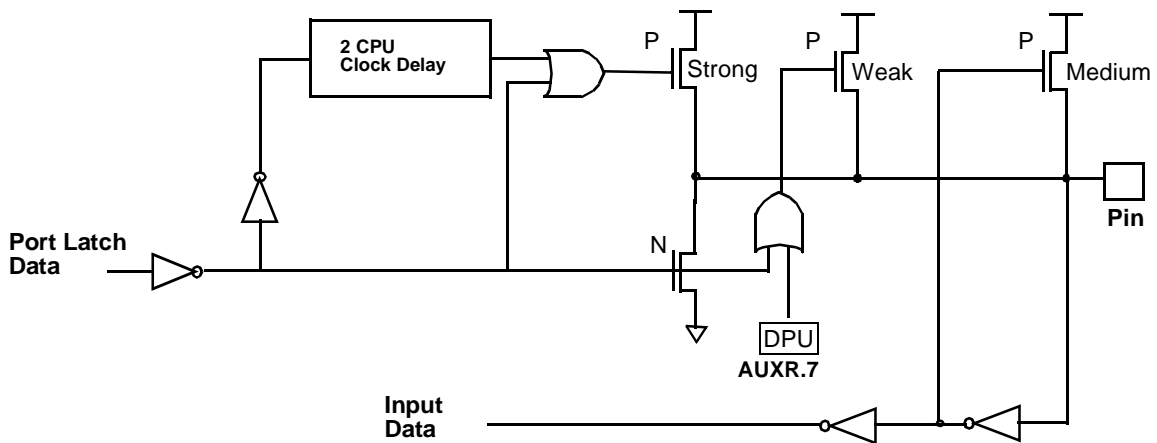 2 CPU
Clock Delay
P
Strong
P
Weak
P
Medium
Pin
Port Latch
Data
N
DPU
AUXR.7
Input
Data